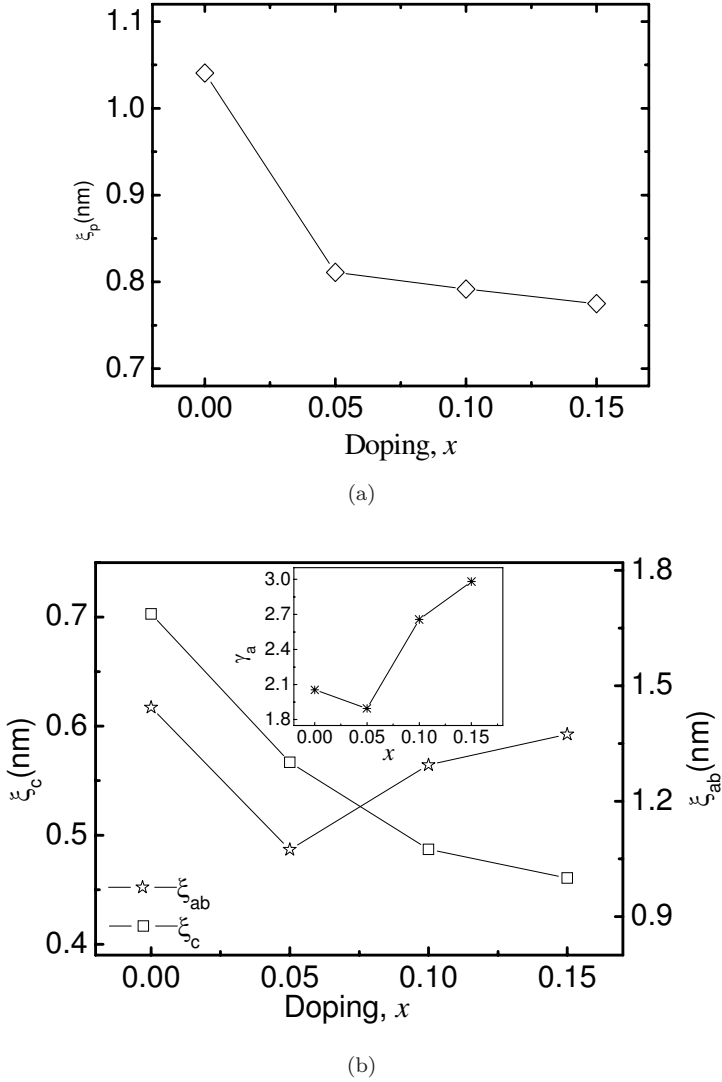 1.1
1.0
0.9
0.8
0.7
ξp(nm)
0.00 0.05 0.10 0.15
Doping, x
(a)
0.7
0.6
0.5
0.4
ξc(nm)
1.8
1.5
1.2
0.9
ξab(nm)
3.0
2.7
2.4
2.1
1.8
γa
0.00 0.05 0.10 0.15
x
ξab
ξc
0.00 0.05 0.10 0.15
Doping, x
(b)